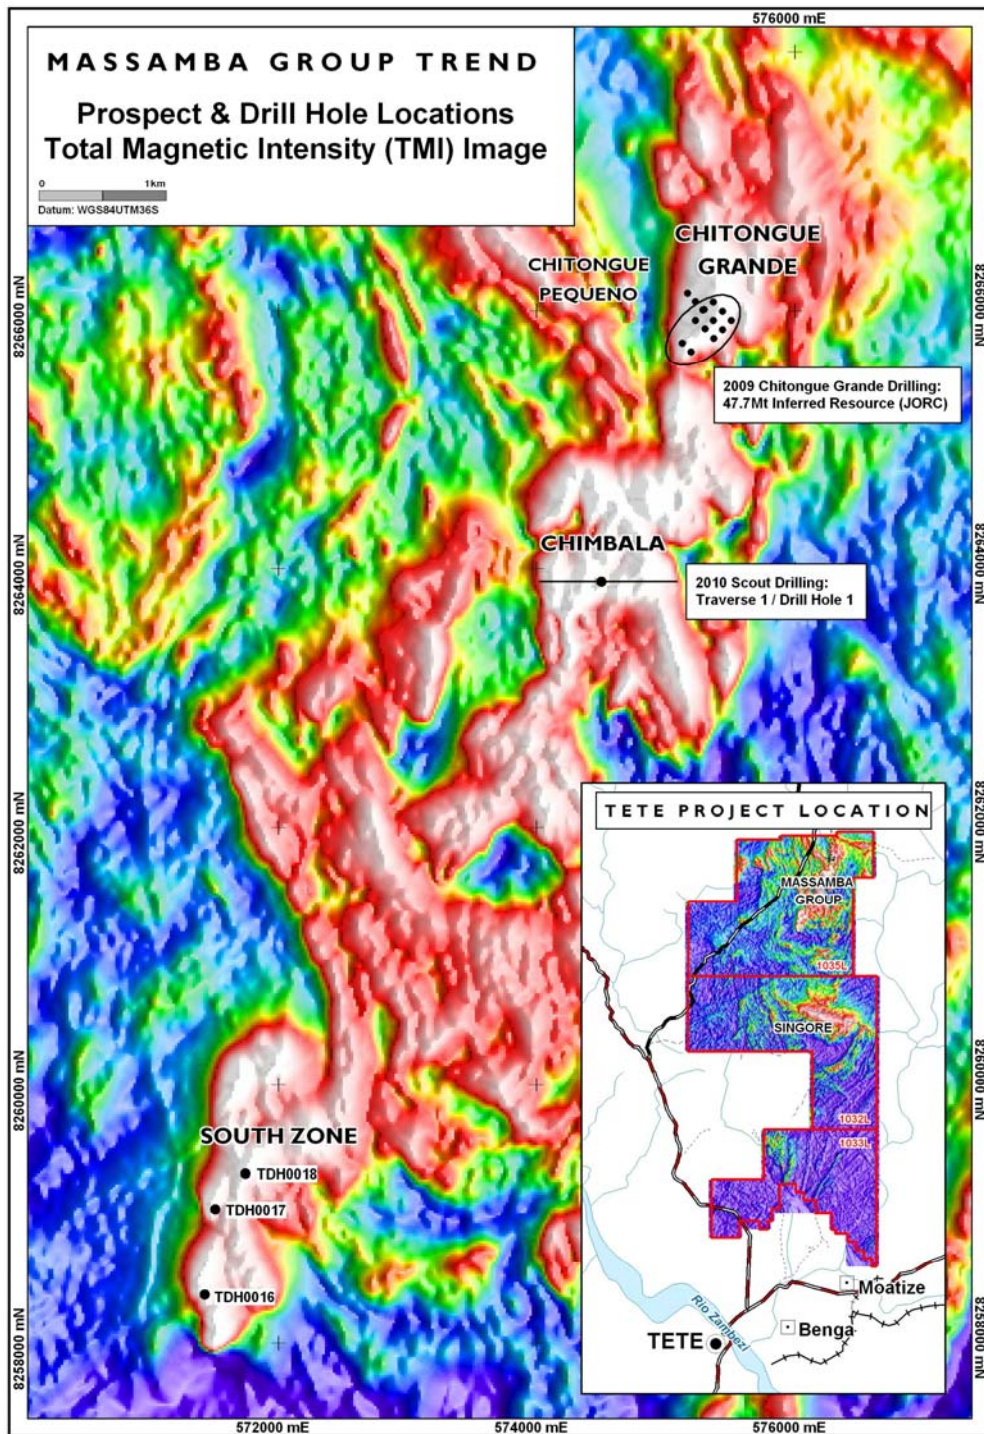 576000 mE
MASSAMBA GROUP TREND
Prospect & Drill Hole Locations
Total Magnetic Intensity (TMI) Image
0 1km
Datum: WGS84UTM36S
CHITONGUE
GRANDE
CHITONGUE
PEQUENO
8266000 mN
8266000 mN
2009 Chitongue Grande Drilling:
47.7Mt Inferred Resource (JORC)
CHIMBALA
8264000 mN
8264000 mN
2010 Scout Drilling:
Traverse 1 / Drill Hole 1
8262000 mN
8262000 mN
TETE PROJECT LOCATION
MASSAMBA
GROUP
1035L
SINGORE
1032L
1033L
Moatize
Rio Zambezi
Benga
TETE
8260000 mN
8260000 mN
SOUTH ZONE
TDH0018
TDH0017
TDH0016
8258000 mN
8258000 mN
572000 mE
574000 mE
576000 mE